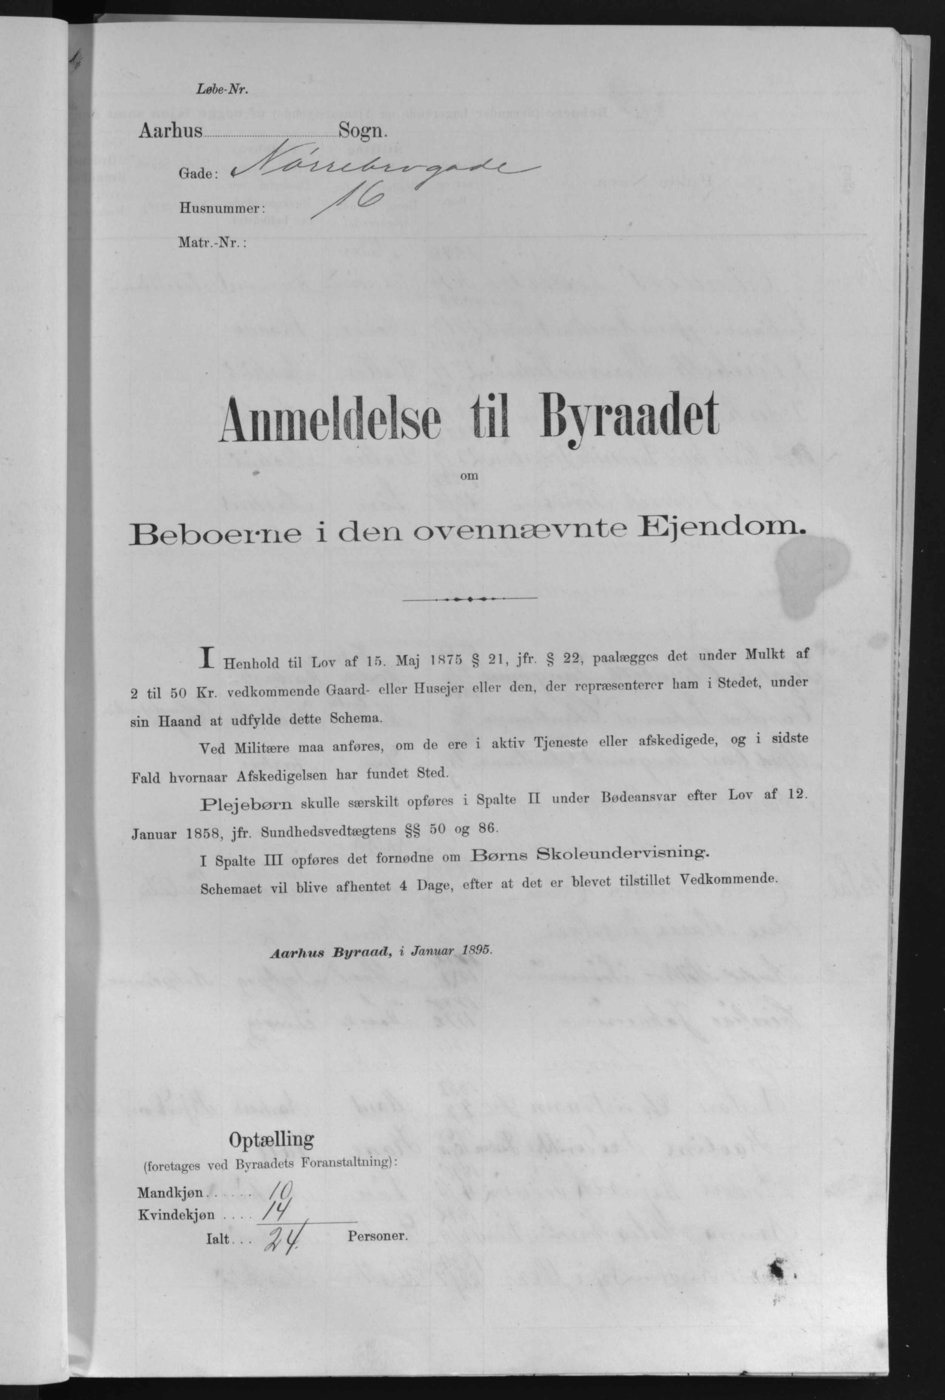 Løbe-Nr.
Aarhus Sogn.
Gade: Nørrebrogade
Husnummer: 16
Matr.-Nr.:
Anmeldelse til Byraadet
om
Beboerne i den ovennævnte Ejendom.
I Henhold til Lov af 15. Maj 1875 § 21, jfr. § 22, paalægges det under Mulkt af
2 til 50 Kr. vedkommende Gaard- eller Husejer eller den, der repræsenterer ham i Stedet, under
sin Haand at udfylde dette Schema.
Ved Militære maa anføres, om de ere i aktiv Tjeneste eller afskedigede, og i sidste
Fald hvornaar Afskedigelsen har fundet Sted.
Plejebørn skulle særskilt opføres i Spalte II under Bødeansvar efter Lov af 12.
Januar 1858, jfr. Sundhedsvedtægtens §§ 50 og 86.
I Spalte III opføres det fornødne om Børns Skoleundervisning.
Schemaet vil blive afhentet 4 Dage, efter at det er blevet tilstillet Vedkommende.
Aarhus Byraad, i Januar 1895.
Optælling
(foretages ved Byraadets Foranstaltning):
Mandkjøn...... 10
Kvindekjøn .... 14
Ialt... 24 Personer.